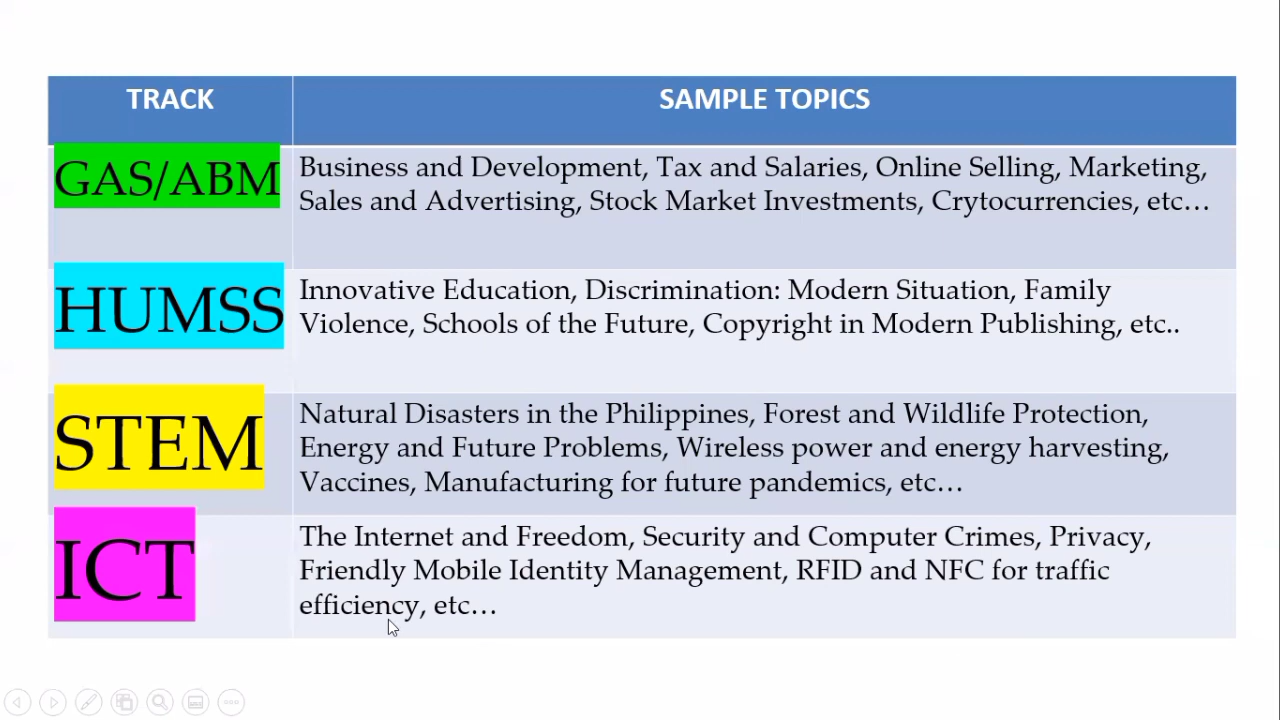 TRACK
SAMPLE TOPICS
GAS/ABM
Business and Development, Tax and Salaries, Online Selling, Marketing,
Sales and Advertising, Stock Market Investments, Crytocurrencies, etc…
HUMSS
Innovative Education, Discrimination: Modern Situation, Family
Violence, Schools of the Future, Copyright in Modern Publishing, etc..
STEM
Natural Disasters in the Philippines, Forest and Wildlife Protection,
Energy and Future Problems, Wireless power and energy harvesting,
Vaccines, Manufacturing for future pandemics, etc…
ICT
The Internet and Freedom, Security and Computer Crimes, Privacy,
Friendly Mobile Identity Management, RFID and NFC for traffic
efficiency, etc…